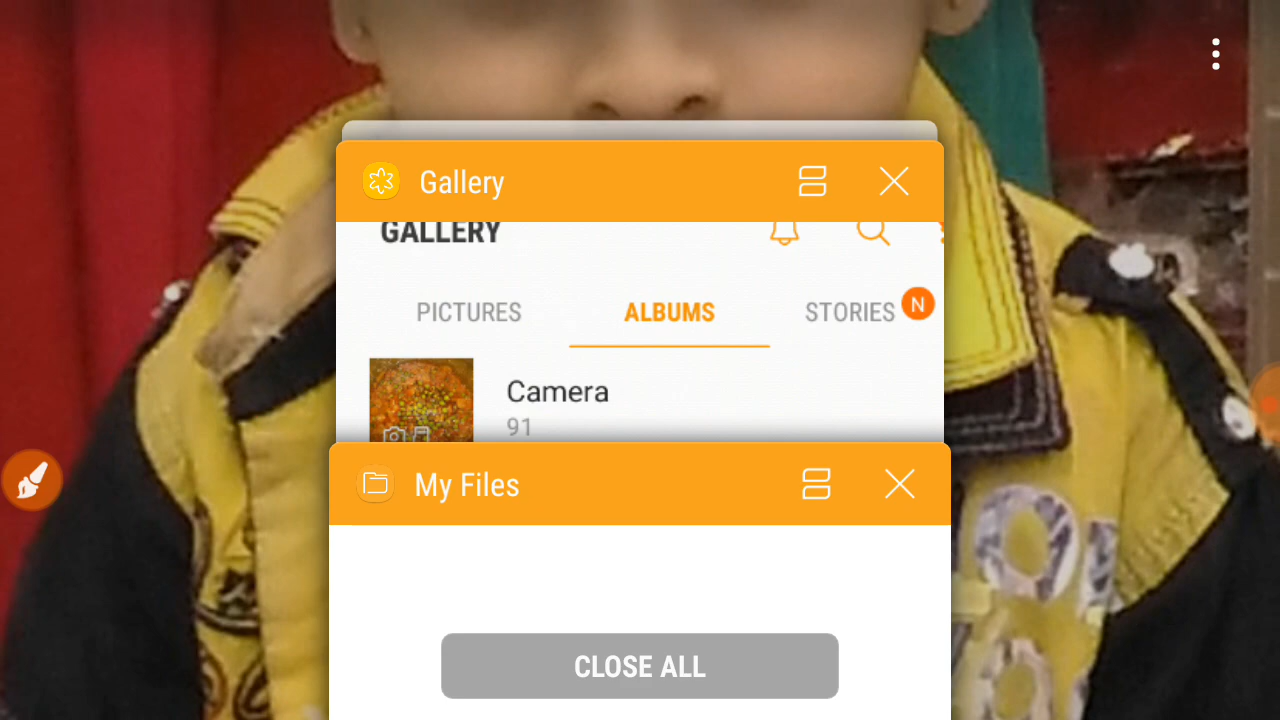 Gallery
GALLERY
PICTURES ALBUMS STORIES N
Camera
91
My Files
CLOSE ALL